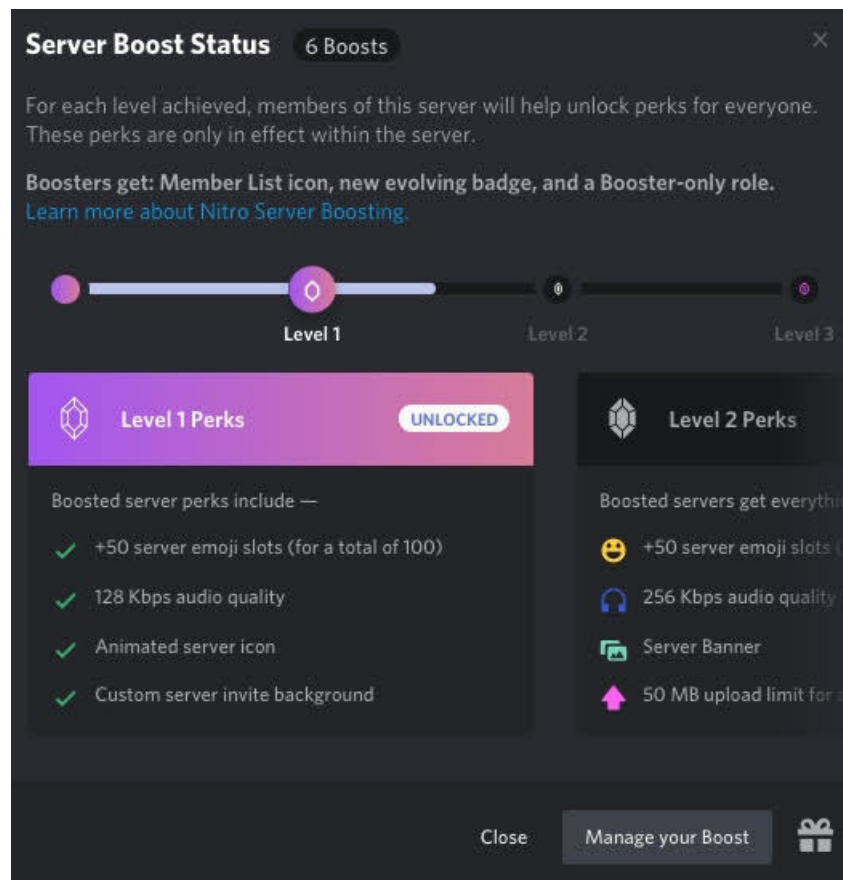 Server Boost Status 6 Boosts
For each level achieved, members of this server will help unlock perks for everyone.
These perks are only in effect within the server.
Boosters get: Member List icon, new evolving badge, and a Booster-only role.
Learn more about Nitro Server Boosting.
Level 1 Level 2 Level 3
Level 1 Perks UNLOCKED
Boosted server perks include —
+50 server emoji slots (for a total of 100)
128 Kbps audio quality
Animated server icon
Custom server invite background
Level 2 Perks
Boosted servers get
+50 server emoji slots
256 Kbps audio quality
Server Banner
50 MB upload limit for
Close Manage your Boost